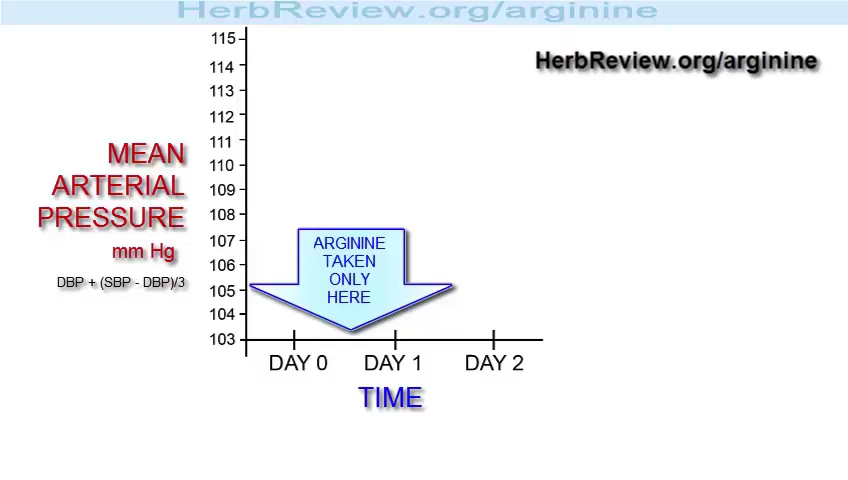 HerbReview.org/arginine
HerbReview.org/arginine
115
114
113
112
111
110
109
108
107
106
105
104
103
MEAN
ARTERIAL
PRESSURE
mm Hg
DBP + (SBP - DBP)/3
ARGININE
TAKEN
ONLY
HERE
DAY 0 DAY 1 DAY 2
TIME